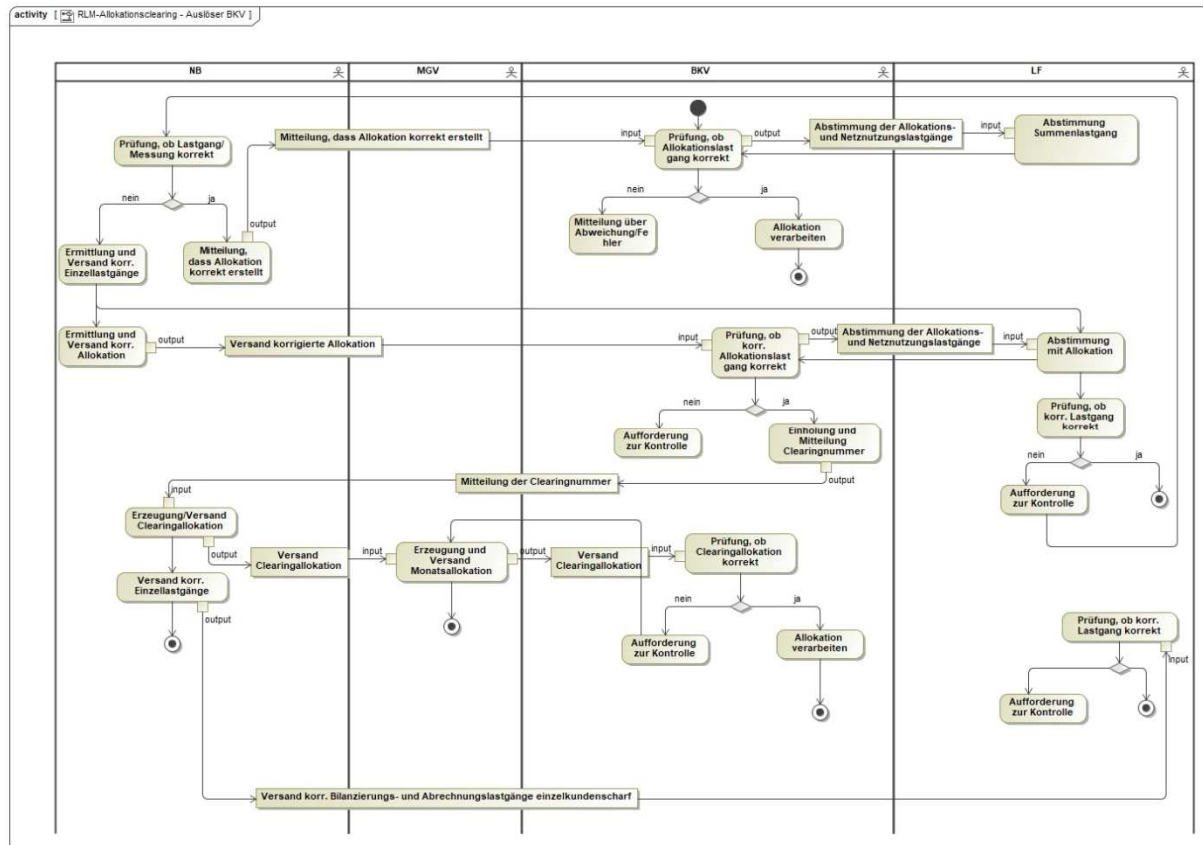 activity [ RLM-Allokationsclearing - Auslöser BKV ]
NB
MGV
BKV
LF
Prüfung, ob Lastgang/
Messung korrekt
Mitteilung, dass Allokation korrekt erstellt
input
Prüfung, ob
Allokationslast
gang korrekt
output
Abstimmung der Allokations-
und Netznutzungslastgänge
input
Abstimmung
Summenlastgang
nein
ja
output
nein
ja
Ermittlung und
Versand korr.
Einzellastgänge
Mitteilung,
dass Allokation
korrekt erstellt
Mitteilung über
Abweichung/Fe
hler
Allokation
verarbeiten
Ermittlung und
Versand korr.
Allokation
output
Versand korrigierte Allokation
input
Prüfung, ob
korr.
Allokationslast
gang korrekt
output
Abstimmung der Allokations-
und Netznutzungslastgänge
input
Abstimmung
mit Allokation
nein
ja
Prüfung, ob
korr. Lastgang
korrekt
Aufforderung
zur Kontrolle
Einholung und
Mitteilung
Clearingnummer
nein
ja
output
Mitteilung der Clearingnummer
input
Aufforderung
zur Kontrolle
Erzeugung/Versand
Clearingallokation
output
Versand
Clearingallokation
input
Erzeugung und
Versand
Monatsallokation
output
Versand
Clearingallokation
input
Prüfung, ob
Clearingallokation
korrekt
Versand korr.
Einzellastgänge
output
nein
ja
Aufforderung
zur Kontrolle
Allokation
verarbeiten
Prüfung, ob korr.
Lastgang korrekt
input
Aufforderung
zur Kontrolle
Versand korr. Bilanzierungs- und Abrechnungslastgänge einzelkundenscharf